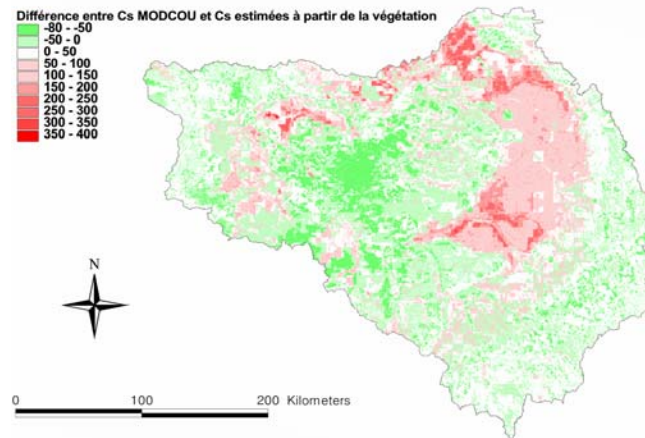 Différence entre Cs MODCOU et Cs estimées à partir de la végétation
-80 - -50
-50 - 0
0 - 50
50 - 100
100 - 150
150 - 200
200 - 250
250 - 300
300 - 350
350 - 400
N
0 100 200 Kilometers